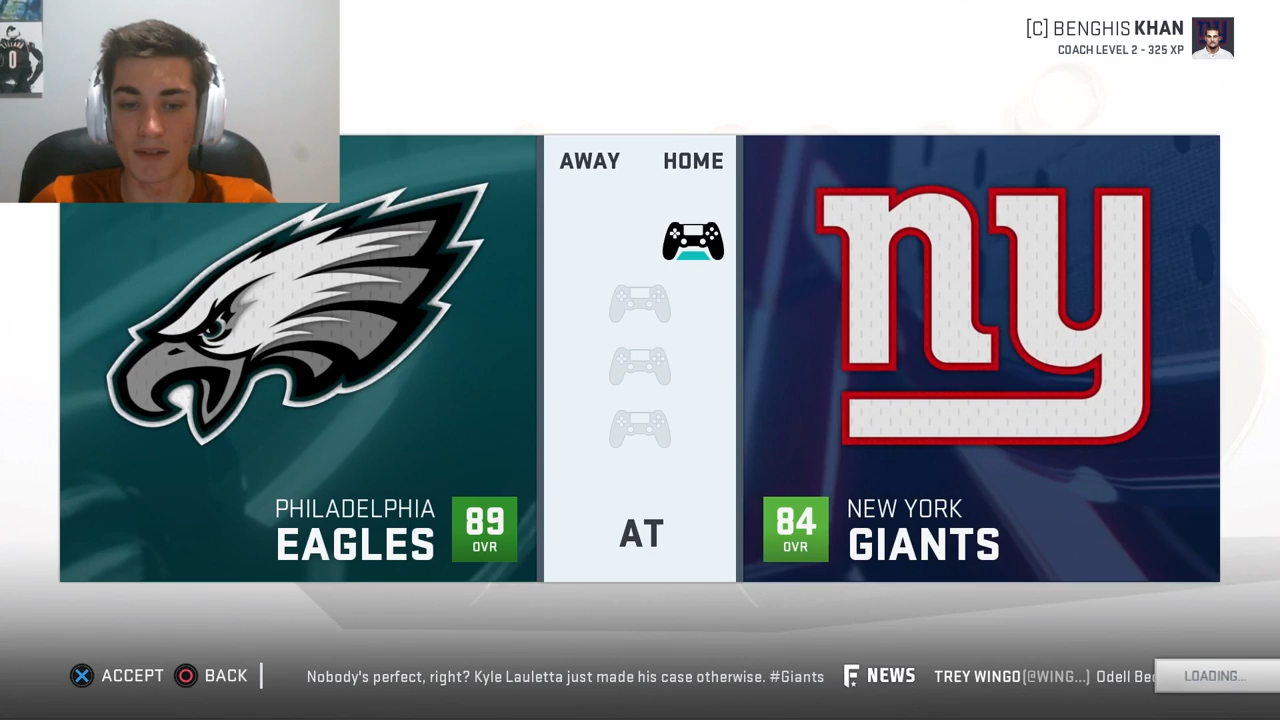 [C] BENGHIS KHAN
COACH LEVEL 2 - 325 XP
0
AWAY HOME
ny
PHILADELPHIA
EAGLES
89
OVR
AT
84
OVR
NEW YORK
GIANTS
ACCEPT BACK
Nobody's perfect, right? Kyle Lauletta just made his case otherwise. #Giants
F NEWS
TREY WINGO[@WING...] Odell Bec
LOADING...